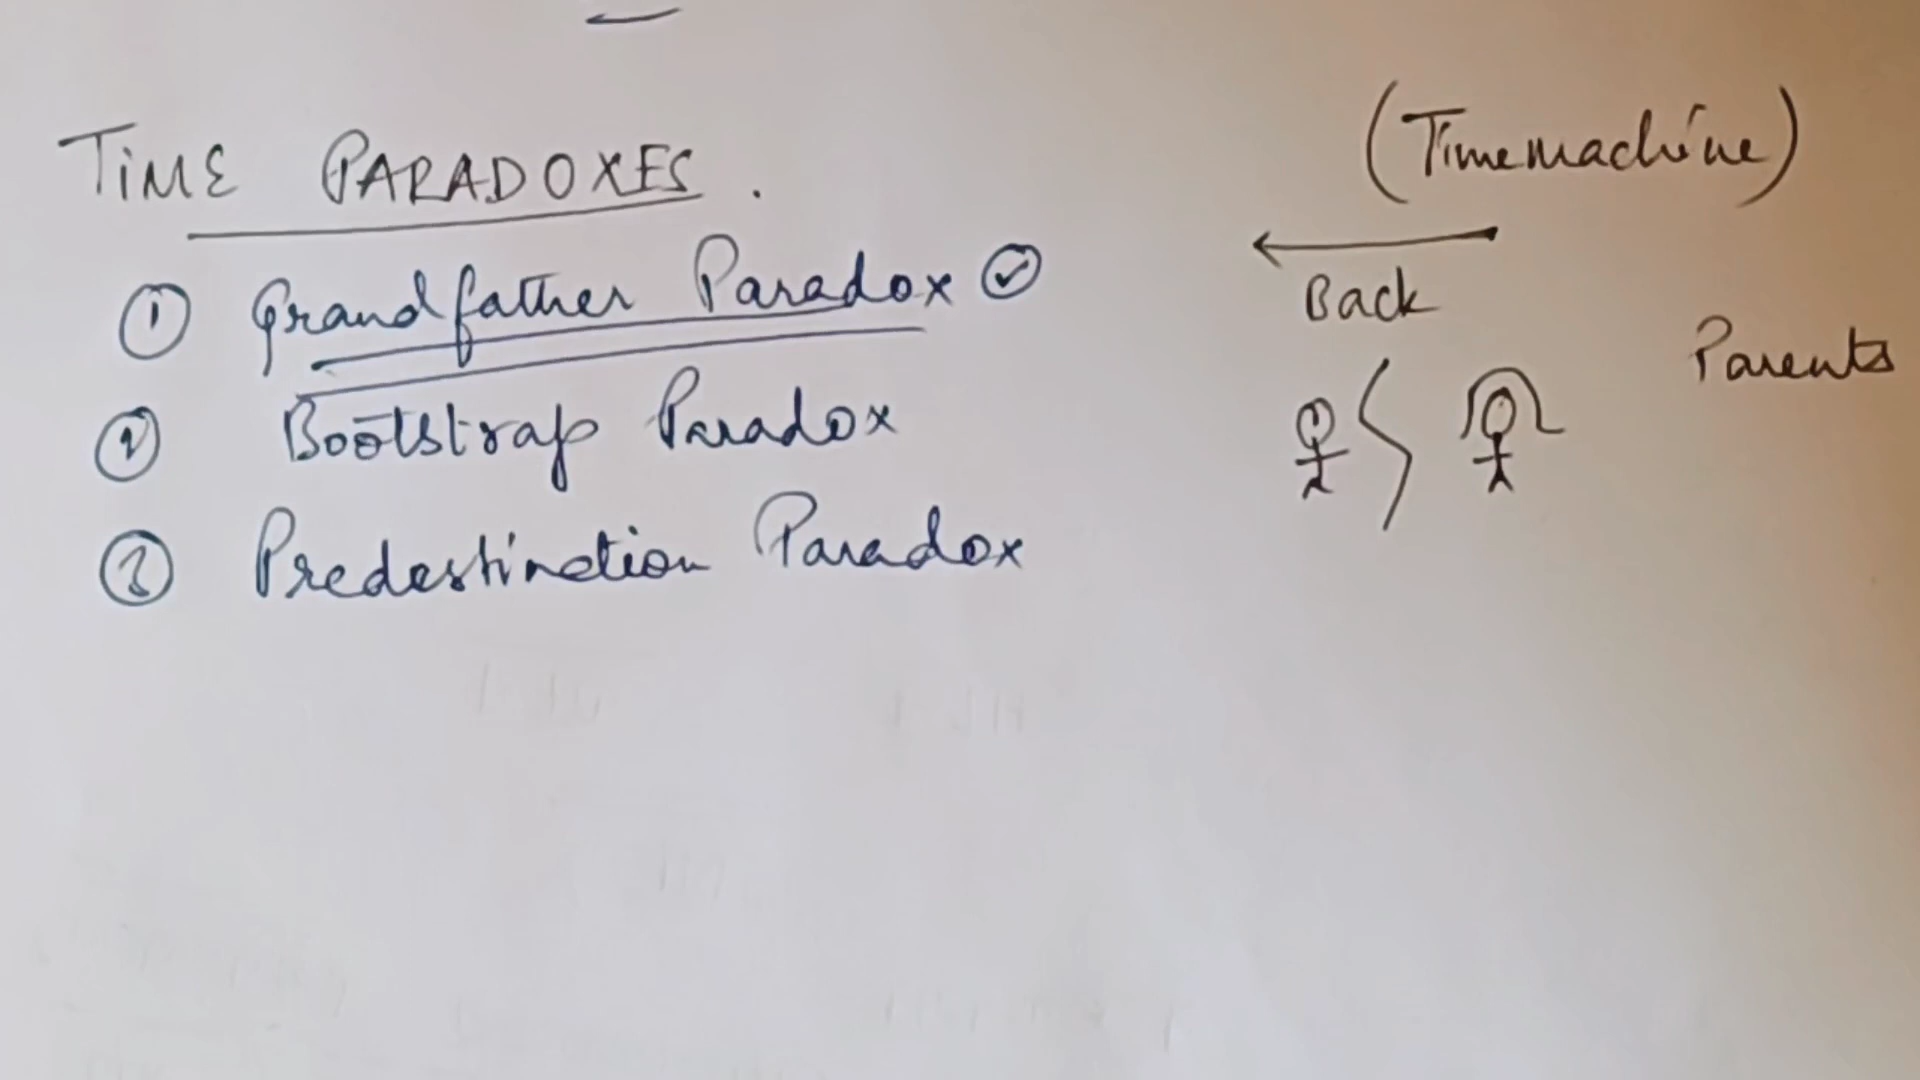 TiME PARADOXES.
① Grandfather Paradox
② Bootstrap Paradox
③ Predestination Paradox
(Timemachine)
Back
Parents